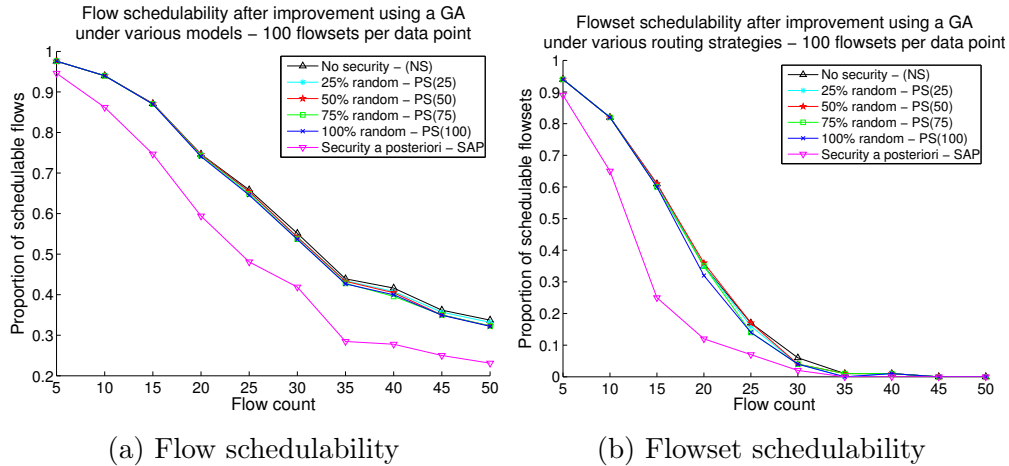 Flow schedulability after improvement using a GA
under various models − 100 flowsets per data point
Proportion of schedulable flows
1
0.9
0.8
0.7
0.6
0.5
0.4
0.3
0.2
No security − (NS)
25% random − PS(25)
50% random − PS(50)
75% random − PS(75)
100% random − PS(100)
Security a posteriori − SAP
5 10 15 20 25 30 35 40 45 50
Flow count
(a) Flow schedulability
Flowset schedulability after improvement using a GA
under various routing strategies − 100 flowsets per data point
Proportion of schedulable flowsets
1
0.9
0.8
0.7
0.6
0.5
0.4
0.3
0.2
0.1
0
No security − (NS)
25% random − PS(25)
50% random − PS(50)
75% random − PS(75)
100% random − PS(100)
Security a posteriori − SAP
5 10 15 20 25 30 35 40 45 50
Flow count
(b) Flowset schedulability